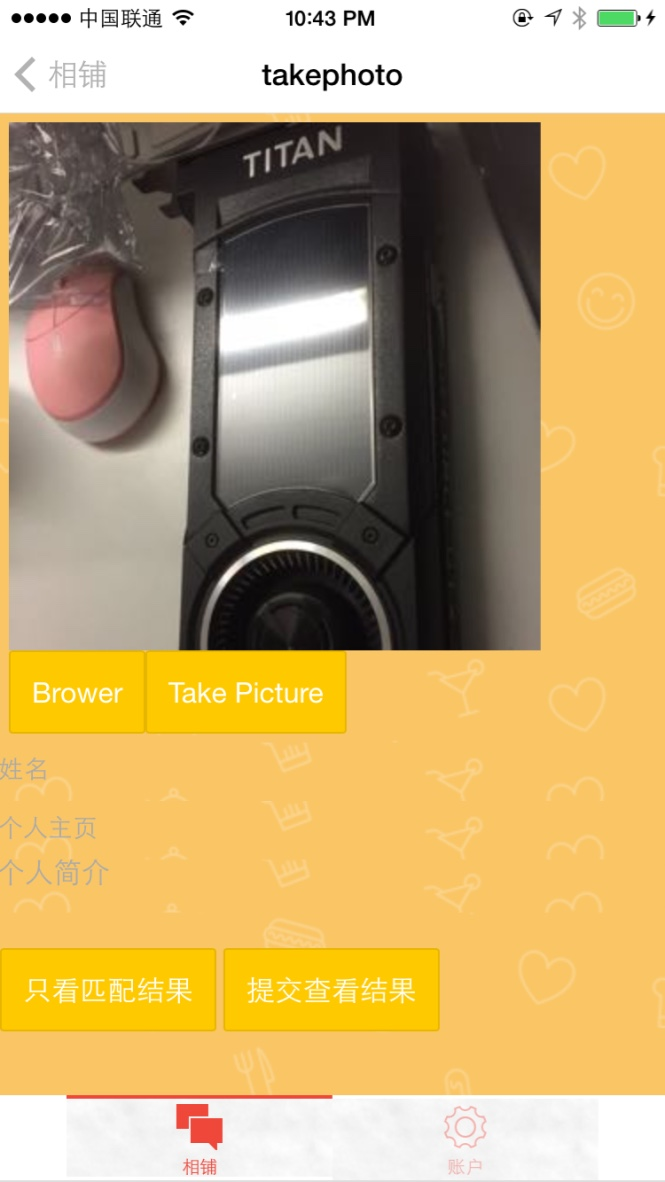 中国联通 10:43 PM
相铺 takephoto
TITAN
Brower Take Picture
姓名
个人主页
个人简介
只看匹配结果 提交查看结果
相铺 账户